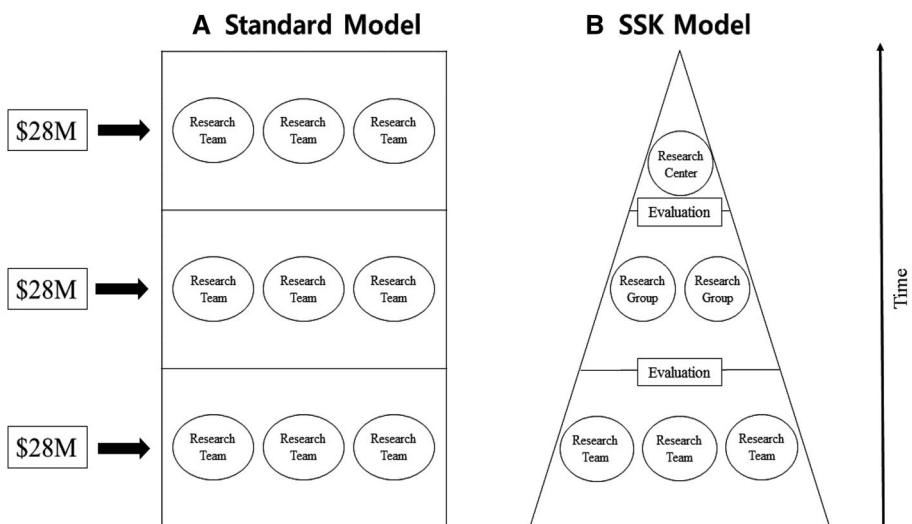 A Standard Model
B SSK Model
$28M
Research
Team
Research
Team
Research
Team
Research
Center
Evaluation
$28M
Research
Team
Research
Team
Research
Team
Research
Group
Research
Group
Time
Evaluation
$28M
Research
Team
Research
Team
Research
Team
Research
Team
Research
Team
Research
Team